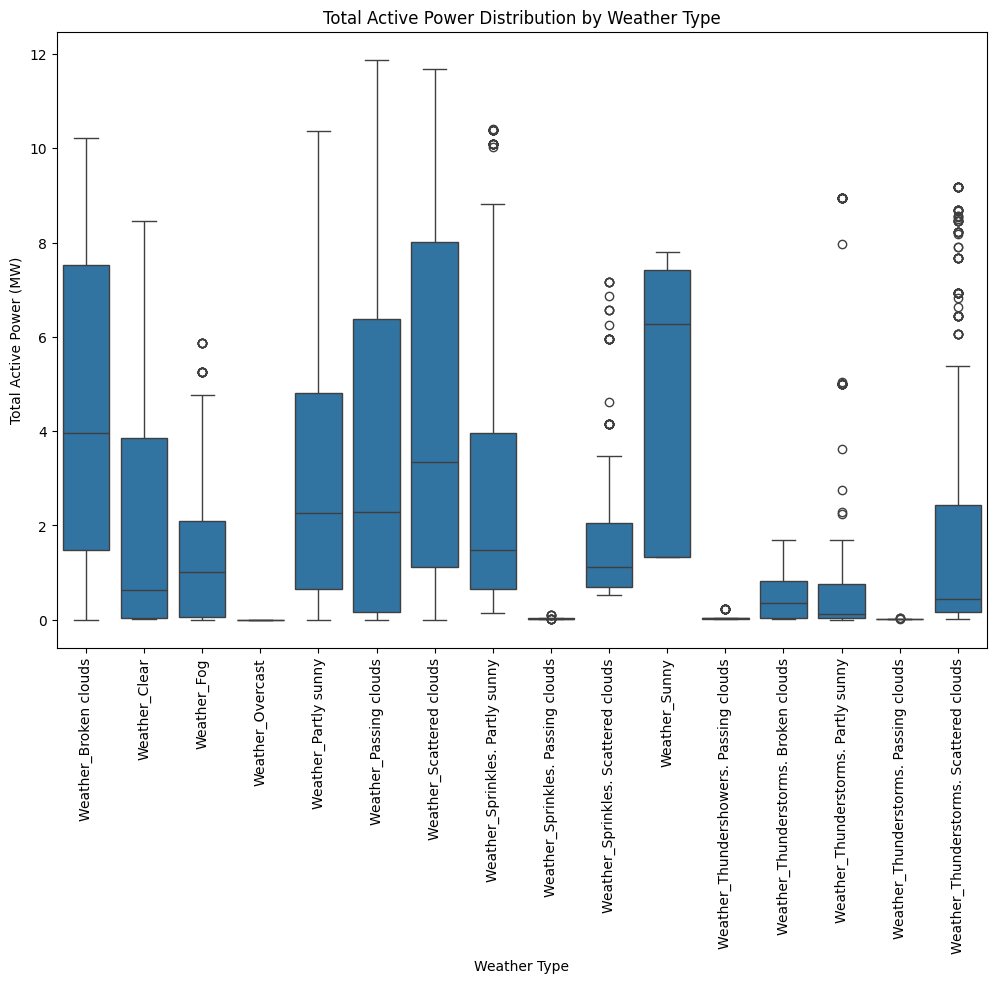 Total Active Power Distribution by Weather Type
Total Active Power (MW)
12
10
8
6
4
2
0
Weather_Broken clouds
Weather_Clear
Weather_Fog
Weather_Overcast
Weather_Partly sunny
Weather_Passing clouds
Weather_Scattered clouds
Weather_Sprinkles. Partly sunny
Weather_Sprinkles. Passing clouds
Weather_Sprinkles. Scattered clouds
Weather_Sunny
Weather_Thundershowers. Passing clouds
Weather_Thunderstorms. Broken clouds
Weather_Thunderstorms. Partly sunny
Weather_Thunderstorms. Passing clouds
Weather_Thunderstorms. Scattered clouds
Weather Type